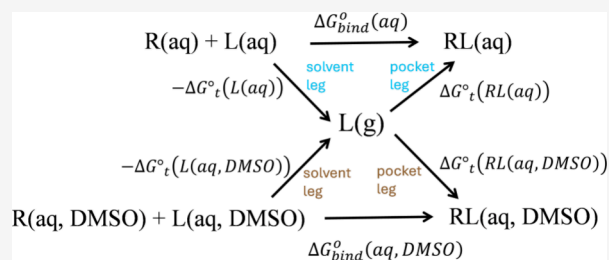 ΔG°bind(aq)
R(aq) + L(aq) RL(aq)
solvent leg pocket leg
−ΔG°t(L(aq)) ΔG°t(RL(aq))
L(g)
−ΔG°t(L(aq, DMSO)) ΔG°t(RL(aq, DMSO))
solvent leg pocket leg
R(aq, DMSO) + L(aq, DMSO) RL(aq, DMSO)
ΔG°bind(aq, DMSO)